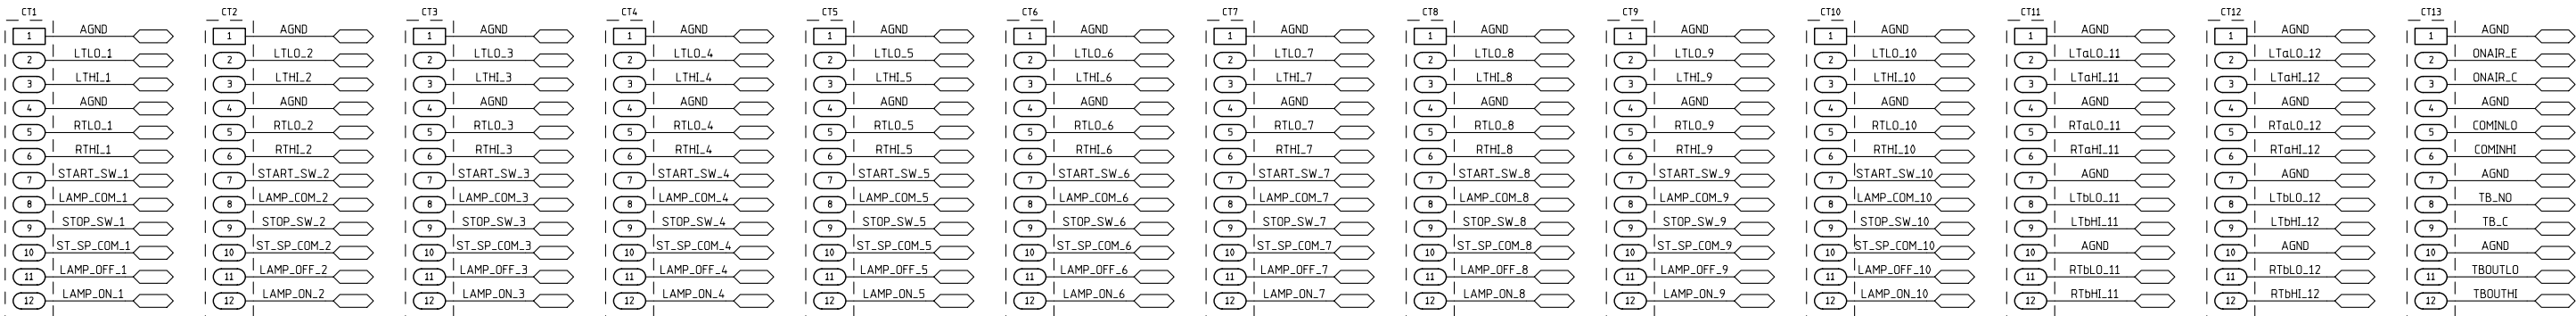 CT1 CT2 CT3 CT4 CT5 CT6 CT7 CT8 CT9 CT10 CT11 CT12 CT13
1 AGND 1 AGND 1 AGND 1 AGND 1 AGND 1 AGND 1 AGND 1 AGND 1 AGND 1 AGND 1 AGND 1 AGND 1 AGND
2 LTLO_1 2 LTLO_2 2 LTLO_3 2 LTLO_4 2 LTLO_5 2 LTLO_6 2 LTLO_7 2 LTLO_8 2 LTLO_9 2 LTLO_10 2 LTaLO_11 2 LTaLO_12 2 ONAIR_E
3 LTHI_1 3 LTHI_2 3 LTHI_3 3 LTHI_4 3 LTHI_5 3 LTHI_6 3 LTHI_7 3 LTHI_8 3 LTHI_9 3 LTHI_10 3 LTaHI_11 3 LTaHI_12 3 ONAIR_C
4 AGND 4 AGND 4 AGND 4 AGND 4 AGND 4 AGND 4 AGND 4 AGND 4 AGND 4 AGND 4 AGND 4 AGND 4 AGND
5 RTLO_1 5 RTLO_2 5 RTLO_3 5 RTLO_4 5 RTLO_5 5 RTLO_6 5 RTLO_7 5 RTLO_8 5 RTLO_9 5 RTLO_10 5 RTaLO_11 5 RTaLO_12 5 COMINLO
6 RTHI_1 6 RTHI_2 6 RTHI_3 6 RTHI_4 6 RTHI_5 6 RTHI_6 6 RTHI_7 6 RTHI_8 6 RTHI_9 6 RTHI_10 6 RTaHI_11 6 RTaHI_12 6 COMINHI
7 START_SW_1 7 START_SW_2 7 START_SW_3 7 START_SW_4 7 START_SW_5 7 START_SW_6 7 START_SW_7 7 START_SW_8 7 START_SW_9 7 START_SW_10 7 AGND 7 AGND 7 AGND
8 LAMP_COM_1 8 LAMP_COM_2 8 LAMP_COM_3 8 LAMP_COM_4 8 LAMP_COM_5 8 LAMP_COM_6 8 LAMP_COM_7 8 LAMP_COM_8 8 LAMP_COM_9 8 LAMP_COM_10 8 LTbLO_11 8 LTbLO_12 8 TB_NO
9 STOP_SW_1 9 STOP_SW_2 9 STOP_SW_3 9 STOP_SW_4 9 STOP_SW_5 9 STOP_SW_6 9 STOP_SW_7 9 STOP_SW_8 9 STOP_SW_9 9 STOP_SW_10 9 LTbHI_11 9 LTbHI_12 9 TB_C
10 ST_SP_COM_1 10 ST_SP_COM_2 10 ST_SP_COM_3 10 ST_SP_COM_4 10 ST_SP_COM_5 10 ST_SP_COM_6 10 ST_SP_COM_7 10 ST_SP_COM_8 10 ST_SP_COM_9 10 ST_SP_COM_10 10 AGND 10 AGND 10 AGND
11 LAMP_OFF_1 11 LAMP_OFF_2 11 LAMP_OFF_3 11 LAMP_OFF_4 11 LAMP_OFF_5 11 LAMP_OFF_6 11 LAMP_OFF_7 11 LAMP_OFF_8 11 LAMP_OFF_9 11 LAMP_OFF_10 11 RTbLO_11 11 RTbLO_12 11 TBOUTLO
12 LAMP_ON_1 12 LAMP_ON_2 12 LAMP_ON_3 12 LAMP_ON_4 12 LAMP_ON_5 12 LAMP_ON_6 12 LAMP_ON_7 12 LAMP_ON_8 12 LAMP_ON_9 12 LAMP_ON_10 12 RTbHI_11 12 RTbHI_12 12 TBOUTHI